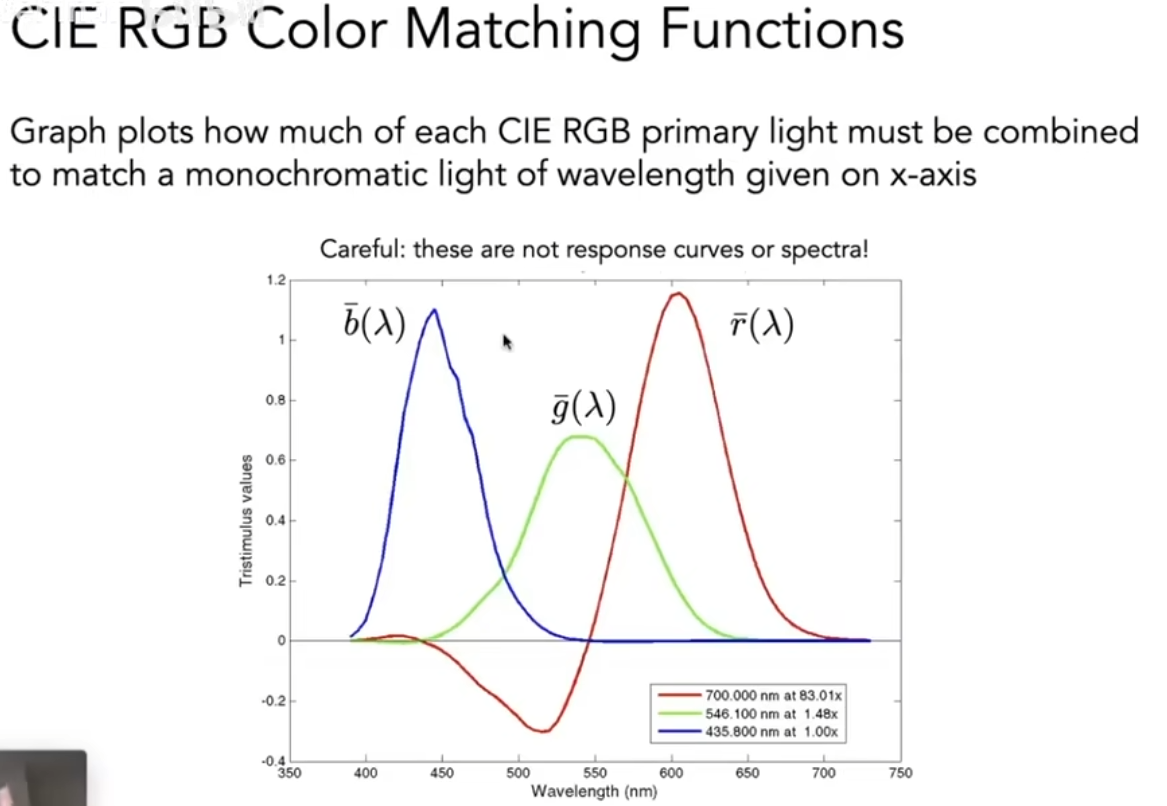 CIE RGB Color Matching Functions
Graph plots how much of each CIE RGB primary light must be combined
to match a monochromatic light of wavelength given on x-axis
Careful: these are not response curves or spectra!
1.2
1
0.8
0.6
0.4
0.2
0
-0.2
-0.4
Tristimulus values
b̄(λ)
ḡ(λ)
r̄(λ)
700.000 nm at 83.01x
546.100 nm at 1.48x
435.800 nm at 1.00x
350 400 450 500 550 600 650 700 750
Wavelength (nm)